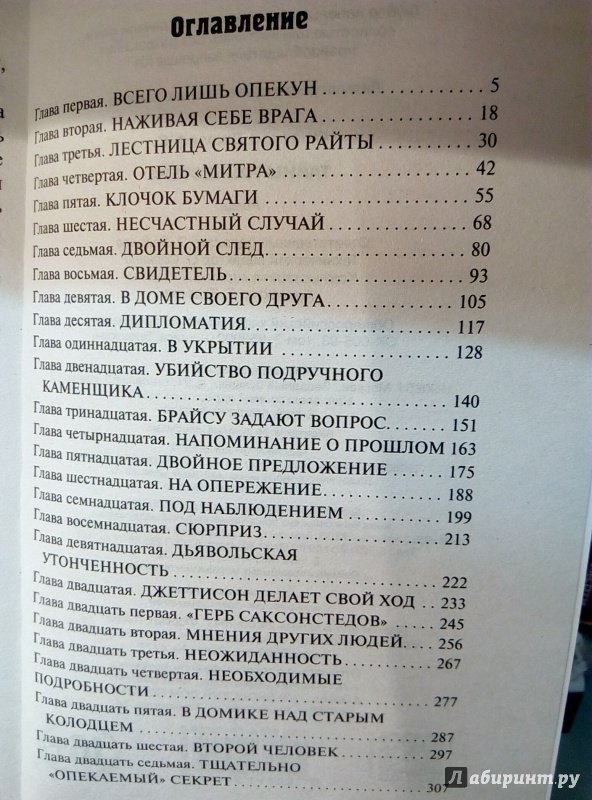 Оглавление
Глава первая. ВСЕГО ЛИШЬ ОПЕКУН . . . . . . . . . . . . . . . . . . . 5
Глава вторая. НАЖИВАЯ СЕБЕ ВРАГА . . . . . . . . . . . . . . . . . . . 18
Глава третья. ЛЕСТНИЦА СВЯТОГО РАЙТЫ . . . . . . . . . . . . 30
Глава четвертая. ОТЕЛЬ «МИТРА» . . . . . . . . . . . . . . . . . . . . . 42
Глава пятая. КЛОЧОК БУМАГИ . . . . . . . . . . . . . . . . . . . . . . . . 55
Глава шестая. НЕСЧАСТНЫЙ СЛУЧАЙ . . . . . . . . . . . . . . . . 68
Глава седьмая. ДВОЙНОЙ СЛЕД. . . . . . . . . . . . . . . . . . . . . . . 80
Глава восьмая. СВИДЕТЕЛЬ. . . . . . . . . . . . . . . . . . . . . . . . . . . 93
Глава девятая. В ДОМЕ СВОЕГО ДРУГА. . . . . . . . . . . . . . . 105
Глава десятая. ДИПЛОМАТИЯ. . . . . . . . . . . . . . . . . . . . . . . . 117
Глава одиннадцатая. В УКРЫТИИ . . . . . . . . . . . . . . . . . . . . 128
Глава двенадцатая. УБИЙСТВО ПОДРУЧНОГО
КАМЕНЩИКА. . . . . . . . . . . . . . . . . . . . . . . . . . . . . . . . . . . 140
Глава тринадцатая. БРАЙСУ ЗАДАЮТ ВОПРОС. . . . . . . . 151
Глава четырнадцатая. НАПОМИНАНИЕ О ПРОШЛОМ 163
Глава пятнадцатая. ДВОЙНОЕ ПРЕДЛОЖЕНИЕ . . . . . . . 175
Глава шестнадцатая. НА ОПЕРЕЖЕНИЕ. . . . . . . . . . . . . . . 188
Глава семнадцатая. ПОД НАБЛЮДЕНИЕМ . . . . . . . . . . . . 199
Глава восемнадцатая. СЮРПРИЗ. . . . . . . . . . . . . . . . . . . . . . 213
Глава девятнадцатая. ДЬЯВОЛЬСКАЯ
УТОНЧЕННОСТЬ . . . . . . . . . . . . . . . . . . . . . . . . . . . . . . . 222
Глава двадцатая. ДЖЕТТИСОН ДЕЛАЕТ СВОЙ ХОД . . 233
Глава двадцать первая. «ГЕРБ САКСОНСТЕДОВ» . . . . . . 245
Глава двадцать вторая. МНЕНИЯ ДРУГИХ ЛЮДЕЙ. . . . 256
Глава двадцать третья. НЕОЖИДАННОСТЬ . . . . . . . . . . . . 267
Глава двадцать четвертая. НЕОБХОДИМЫЕ
ПОДРОБНОСТИ . . . . . . . . . . . . . . . . . . . . . . . . . . . . . . . . . 277
Глава двадцать пятая. В ДОМИКЕ НАД СТАРЫМ
КОЛОДЦЕМ . . . . . . . . . . . . . . . . . . . . . . . . . . . . . . . . . . . . 287
Глава двадцать шестая. ВТОРОЙ ЧЕЛОВЕК . . . . . . . . . . . . 297
Глава двадцать седьмая. ТЩАТЕЛЬНО
«ОПЕКАЕМЫЙ» СЕКРЕТ . . . . . . . . . . . . . . . . . . . . . . . . 307
Лабиринт.ру